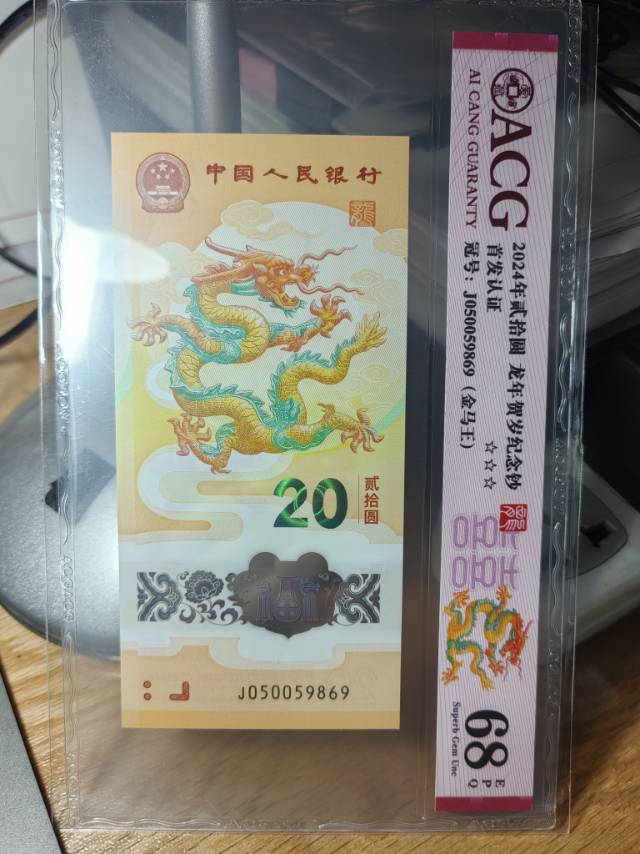 中国人民银行
龍
20
贰拾圆
J050059869
ACG
AI CANG GUARANTY
2024年贰拾圆 龙年贺岁纪念钞
首发认证 ☆☆☆
冠号：J050059869（金马王）
68
EPQ
Superb Gem Unc